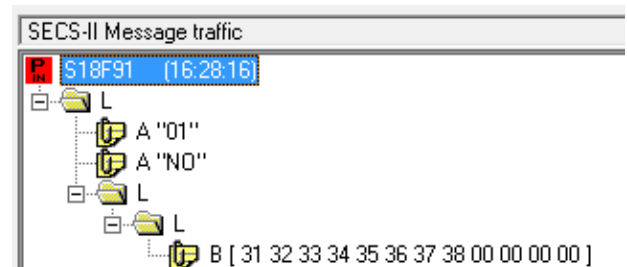 SECS-II Message traffic
P IN S18F91 (16:28:16)
L
A "01"
A "NO"
L
L
B [ 31 32 33 34 35 36 37 38 00 00 00 00 ]